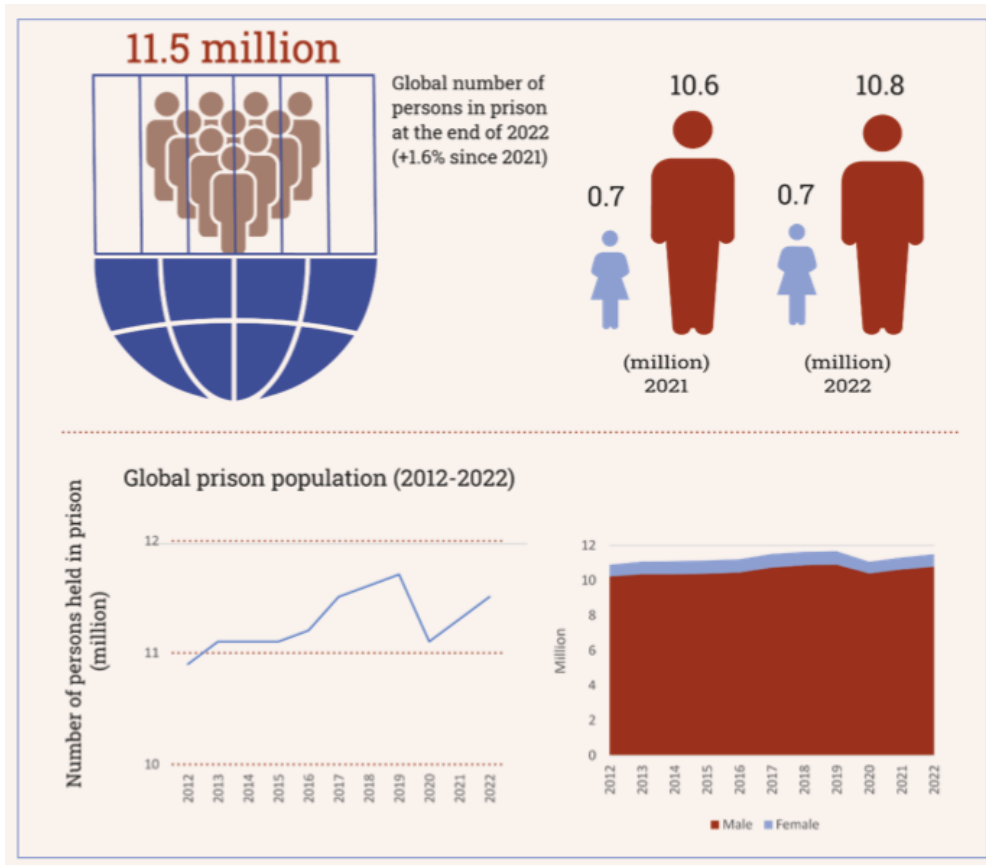 11.5 million
Global number of
persons in prison
at the end of 2022
(+1.6% since 2021)
10.6
0.7
(million)
2021
10.8
0.7
(million)
2022
Global prison population (2012-2022)
Number of persons held in prison
(million)
12
11
10
2012
2013
2014
2015
2016
2017
2018
2019
2020
2021
2022
Million
12
10
8
6
4
2
0
2012
2013
2014
2015
2016
2017
2018
2019
2020
2021
2022
Male
Female